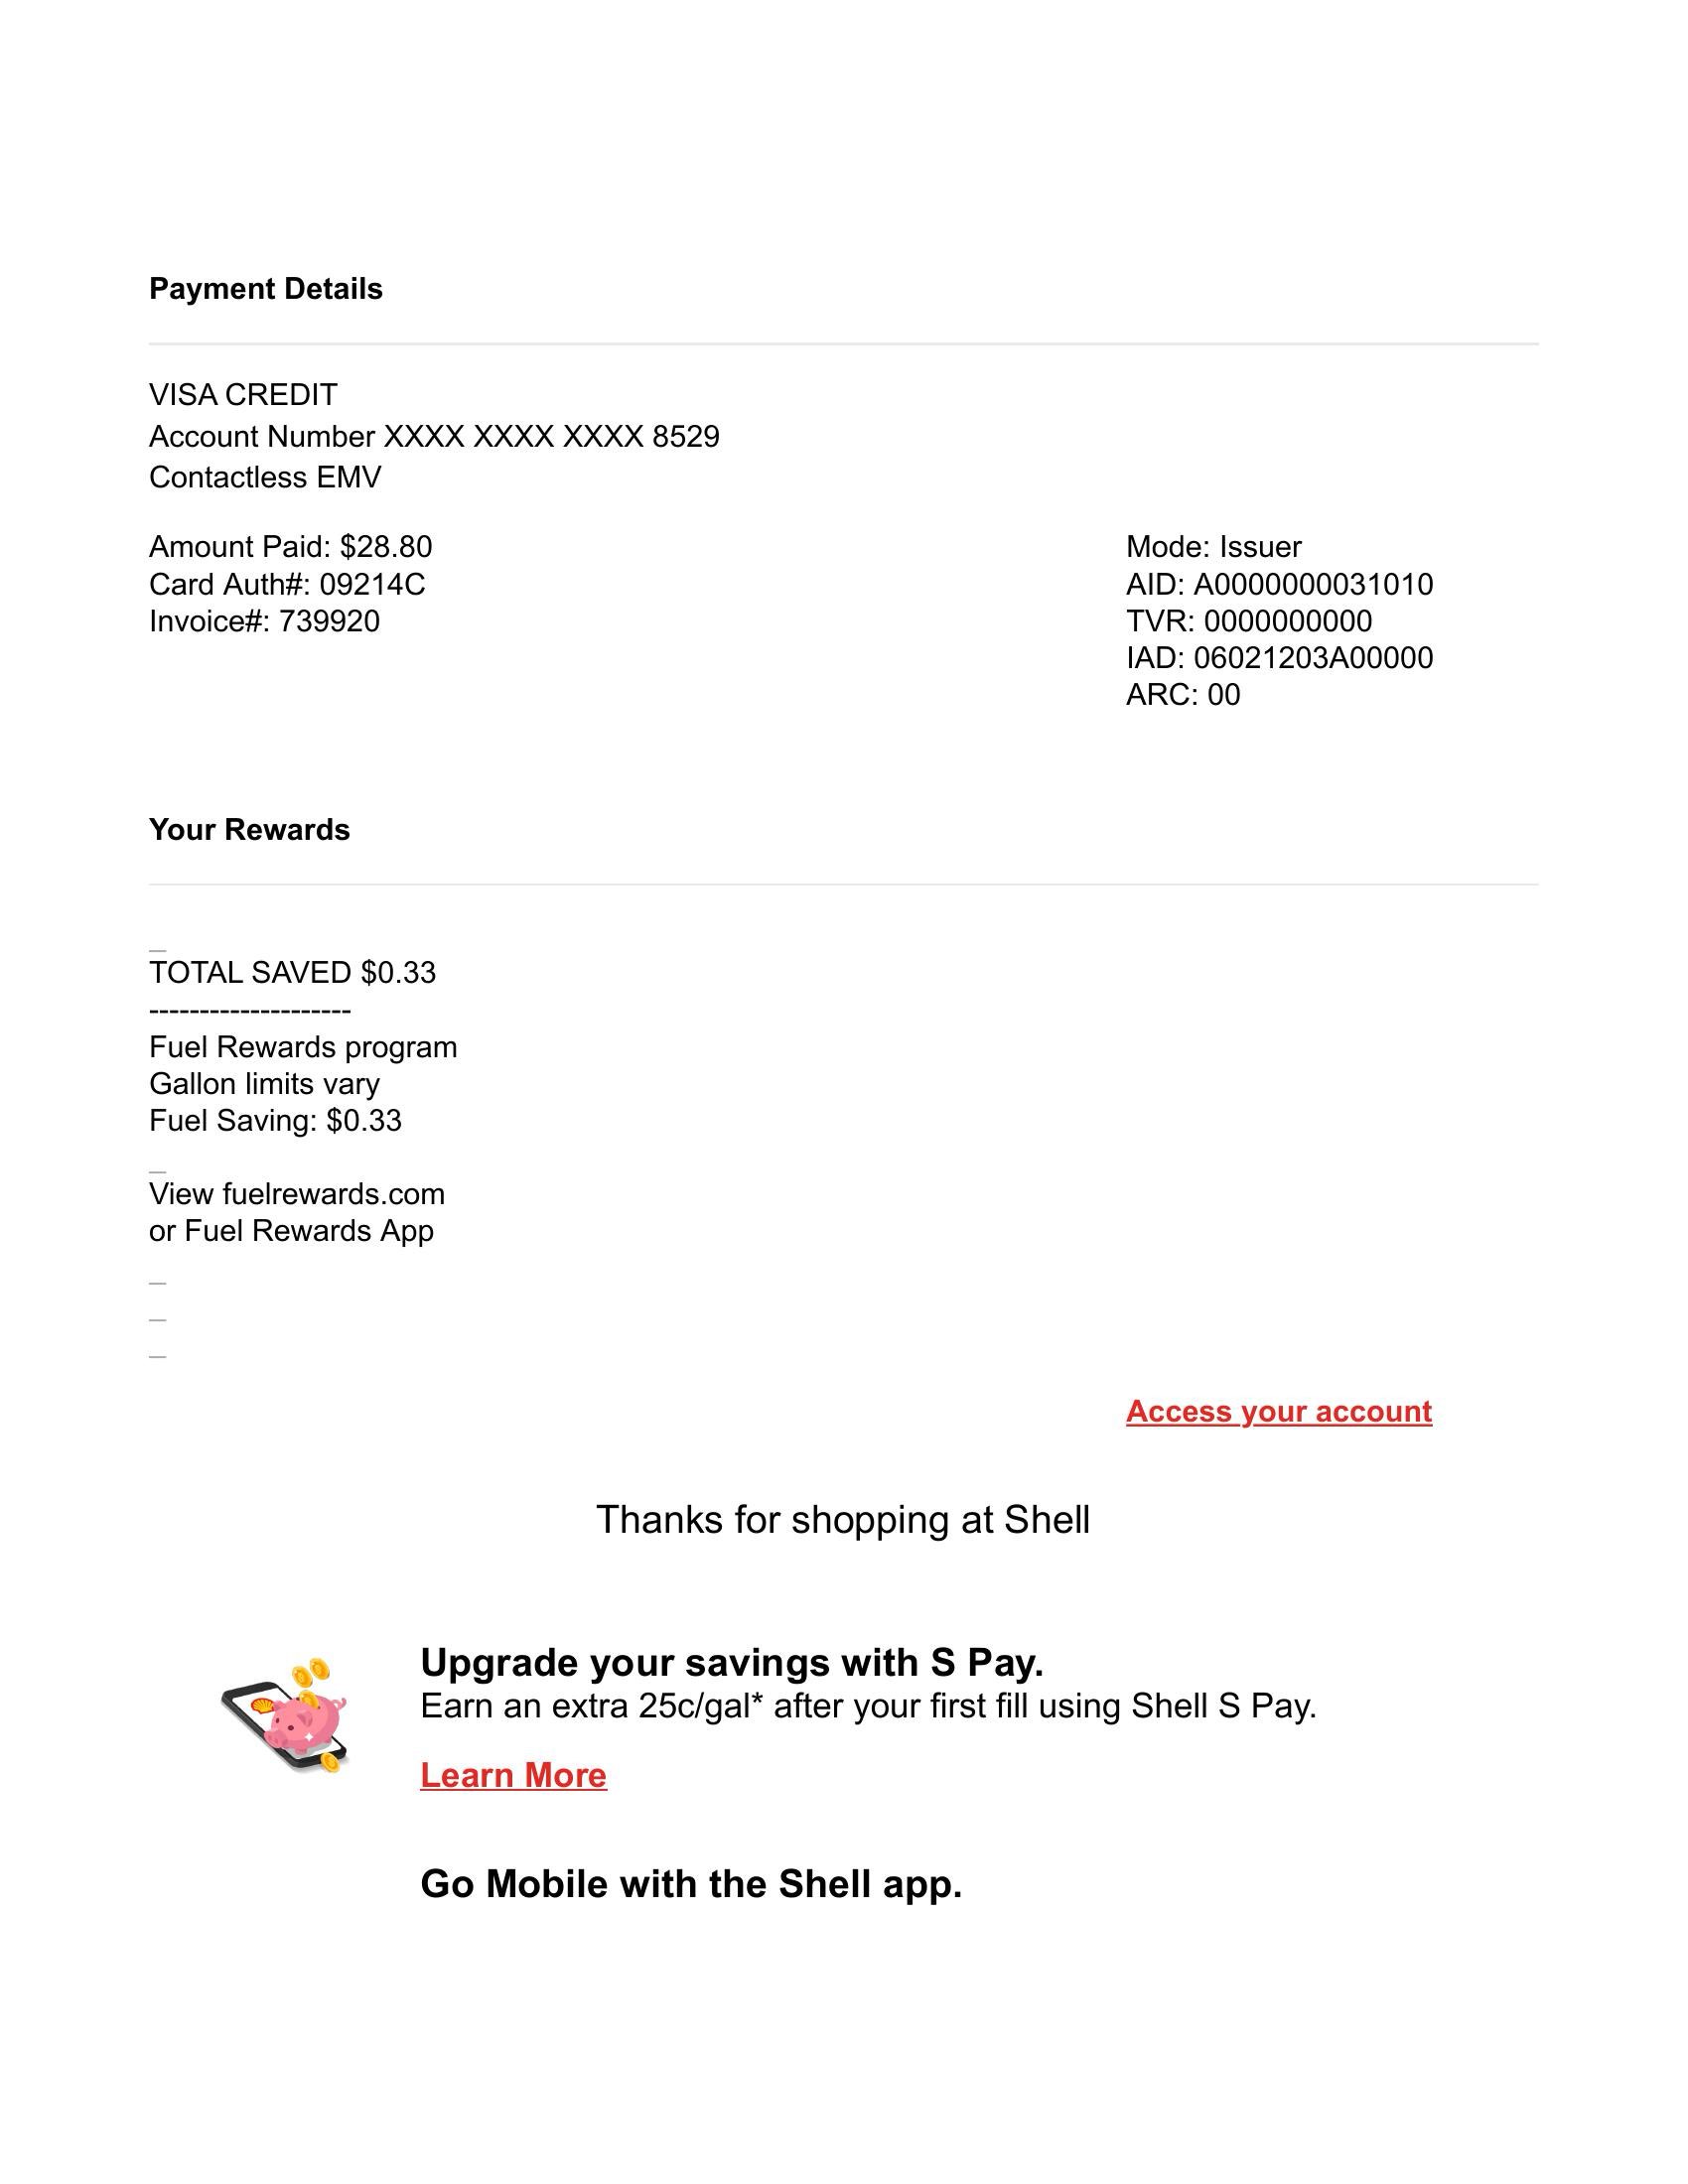 Payment Details
VISA CREDIT
Account Number XXXX XXXX XXXX 8529
Contactless EMV
Amount Paid: $28.80
Card Auth#: 09214C
Invoice#: 739920
Mode: Issuer
AID: A0000000031010
TVR: 0000000000
IAD: 06021203A00000
ARC: 00
Your Rewards
_
TOTAL SAVED $0.33
--------------------
Fuel Rewards program
Gallon limits vary
Fuel Saving: $0.33
_
View fuelrewards.com
or Fuel Rewards App
_
_
_
Access your account
Thanks for shopping at Shell
Upgrade your savings with S Pay.
Earn an extra 25c/gal* after your first fill using Shell S Pay.
Learn More
Go Mobile with the Shell app.